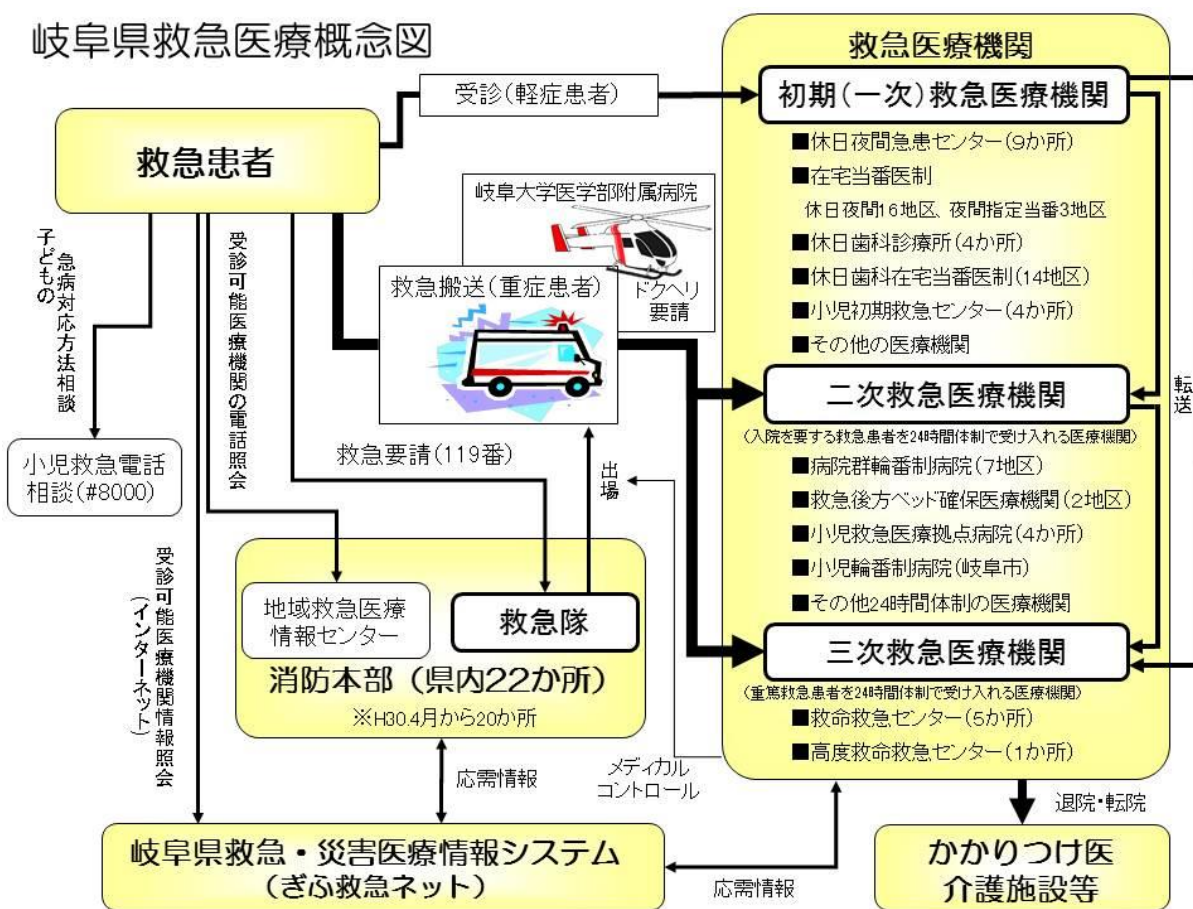 岐阜県救急医療概念図
救急医療機関
受診(軽症患者)
初期(一次)救急医療機関
救急患者
■休日夜間急患センター(9か所)
■在宅当番医制
休日夜間16地区、夜間指定当番3地区
■休日歯科診療所(4か所)
■休日歯科在宅当番医制(14地区)
■小児初期救急センター(4か所)
■その他の医療機関
岐阜大学医学部附属病院
ドクヘリ
要請
救急搬送(重症患者)
子どもの
急病対応方法相談
受診可能医療機関の電話照会
転送
二次救急医療機関
(入院を要する救急患者を24時間体制で受け入れる医療機関)
■病院群輪番制病院(7地区)
■救急後方ベッド確保医療機関(2地区)
■小児救急医療拠点病院(4か所)
■小児輪番制病院(岐阜市)
■その他24時間体制の医療機関
小児救急電話
相談(#8000)
救急要請(119番)
出場
受診可能医療機関情報照会
(インターネット)
地域救急医療
情報センター
救急隊
消防本部(県内22か所)
※H30.4月から20か所
三次救急医療機関
(重篤救急患者を24時間体制で受け入れる医療機関)
■救命救急センター(5か所)
■高度救命救急センター(1か所)
応需情報
メディカル
コントロール
退院・転院
岐阜県救急・災害医療情報システム
(ぎふ救急ネット)
応需情報
かかりつけ医
介護施設等